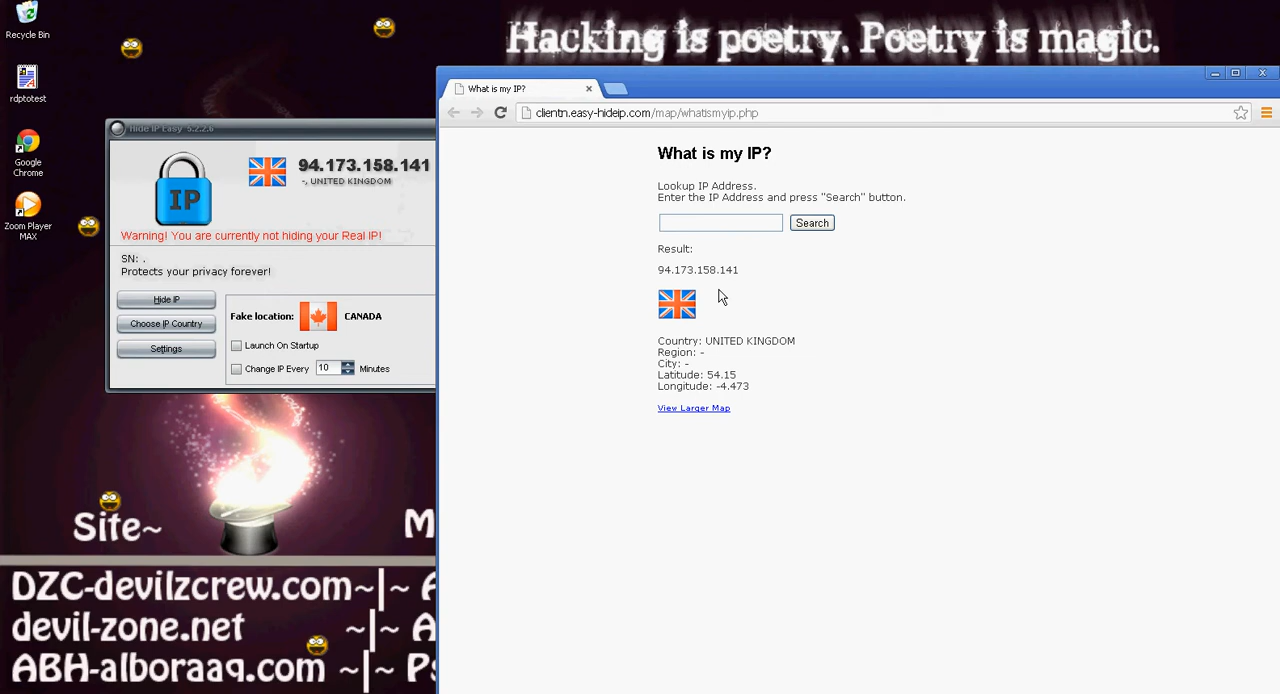 Recycle Bin
rdptotest
Google
Chrome
Zoom Player
MAX
Hacking is poetry. Poetry is magic.
Hide IP Easy 5.2.2.6
IP
94.173.158.141
-, UNITED KINGDOM
Warning! You are currently not hiding your Real IP!
SN: .
Protects your privacy forever!
Hide IP
Choose IP Country
Settings
Fake location:
CANADA
Launch On Startup
Change IP Every 10 Minutes
What is my IP?
clientn.easy-hideip.com/map/whatismyip.php
What is my IP?
Lookup IP Address.
Enter the IP Address and press "Search" button.
Search
Result:
94.173.158.141
Country: UNITED KINGDOM
Region: -
City: -
Latitude: 54.15
Longitude: -4.473
View Larger Map
Site~ M
DZC-devilzcrew.com~|~ A
devil-zone.net ~|~ A
ABH-alboraaq.com ~|~ Ps